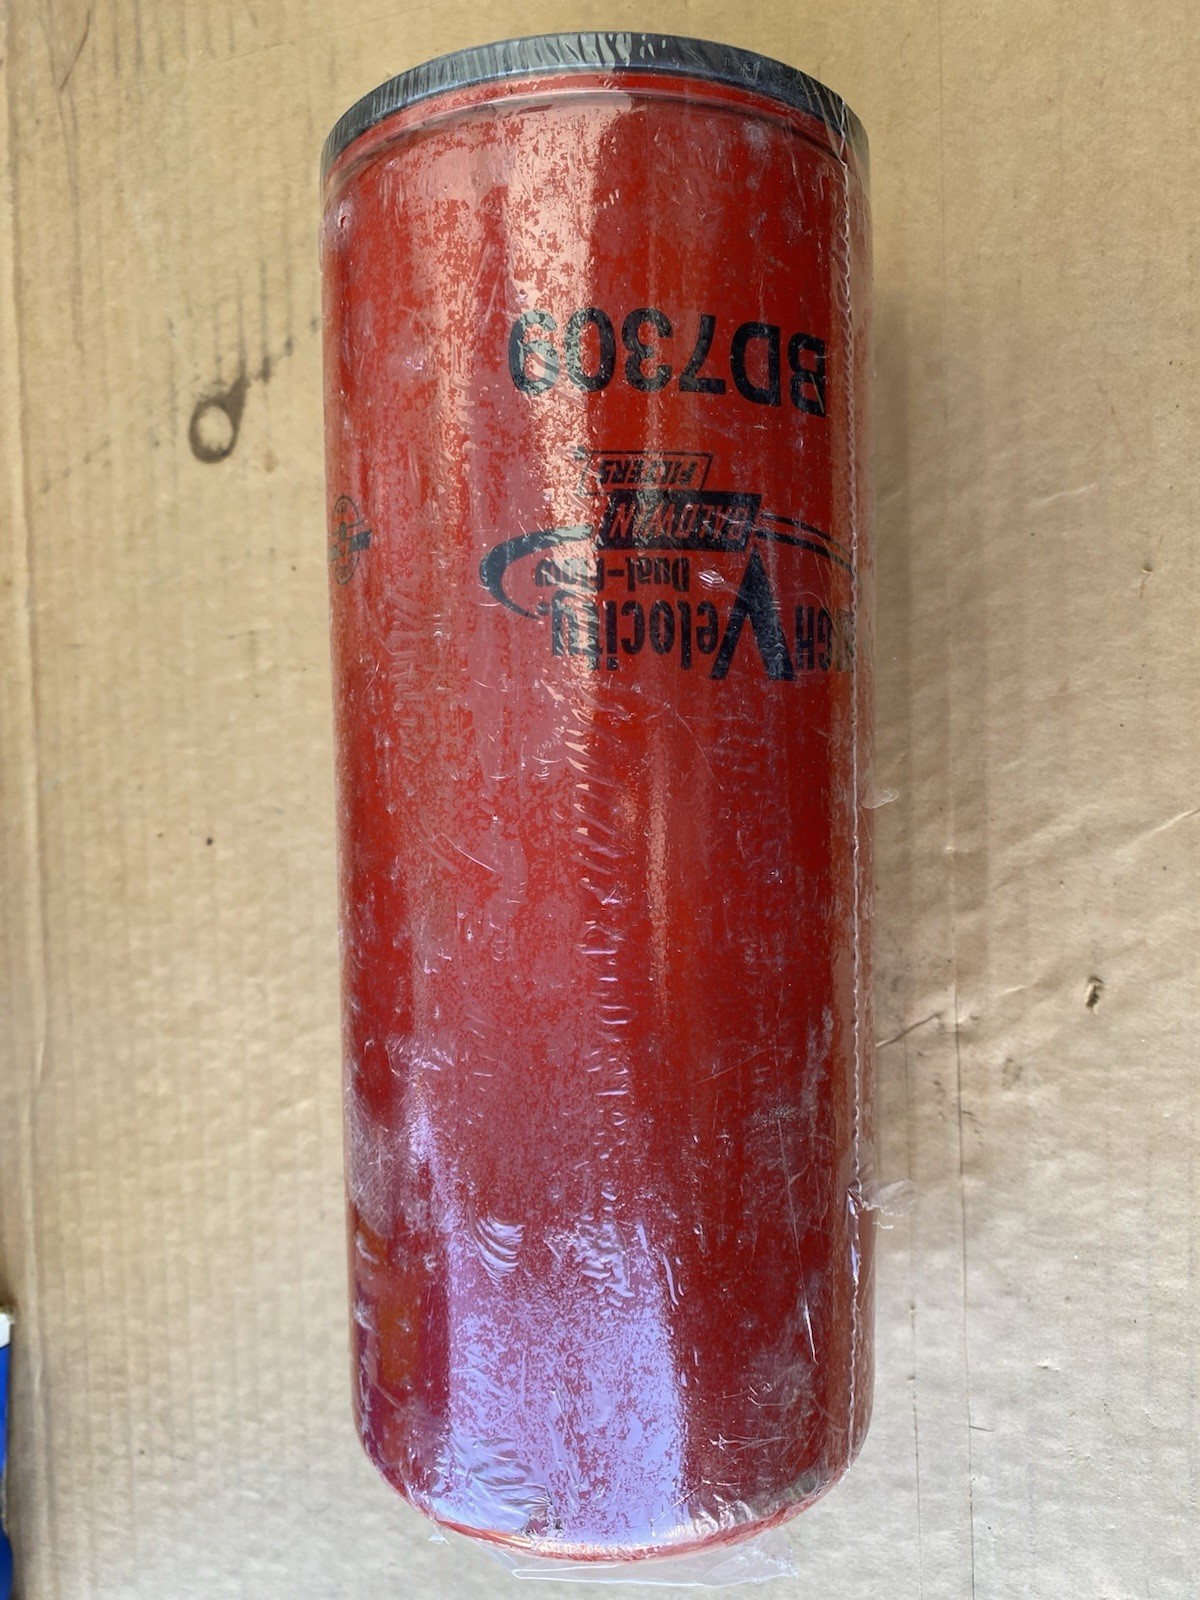 HIGH Velocity
Dual-Flow
BALDWIN
FILTERS
BD7309